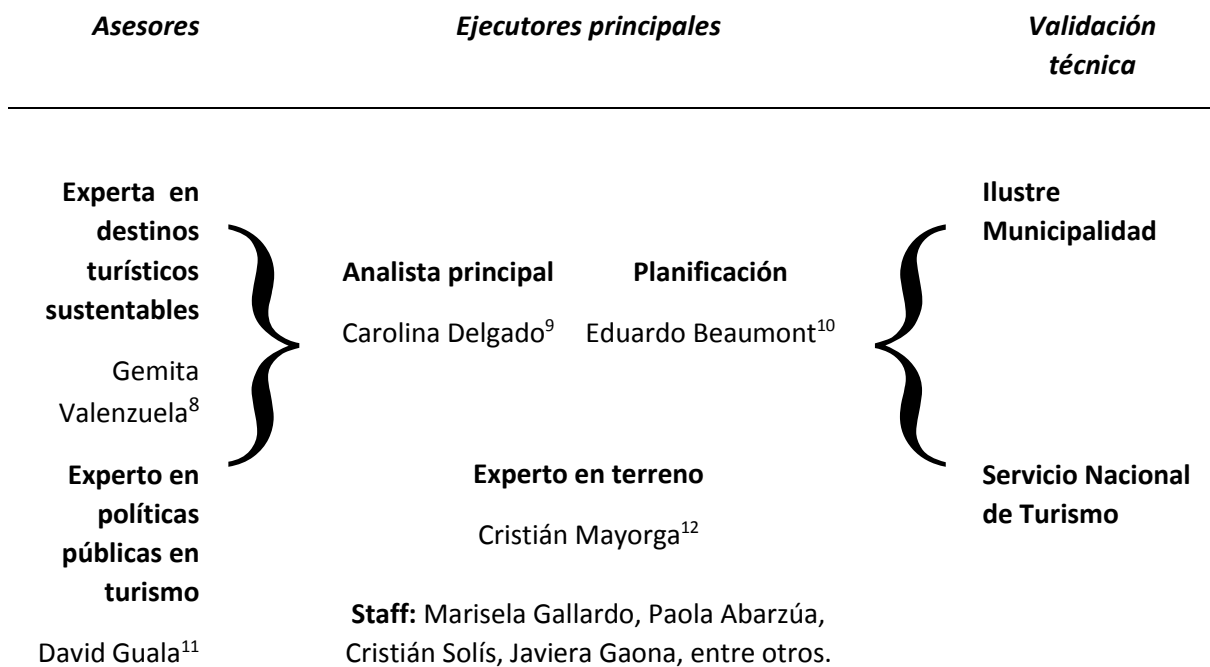 Asesores
Ejecutores principales
Validación
técnica
Experta en
destinos
turísticos
sustentables
Gemita
Valenzuela⁸
Experto en
políticas
públicas en
turismo
David Guala¹¹
Analista principal
Carolina Delgado⁹
Planificación
Eduardo Beaumont¹⁰
Experto en terreno
Cristián Mayorga¹²
Staff: Marisela Gallardo, Paola Abarzúa,
Cristián Solís, Javiera Gaona, entre otros.
Ilustre
Municipalidad
Servicio Nacional
de Turismo